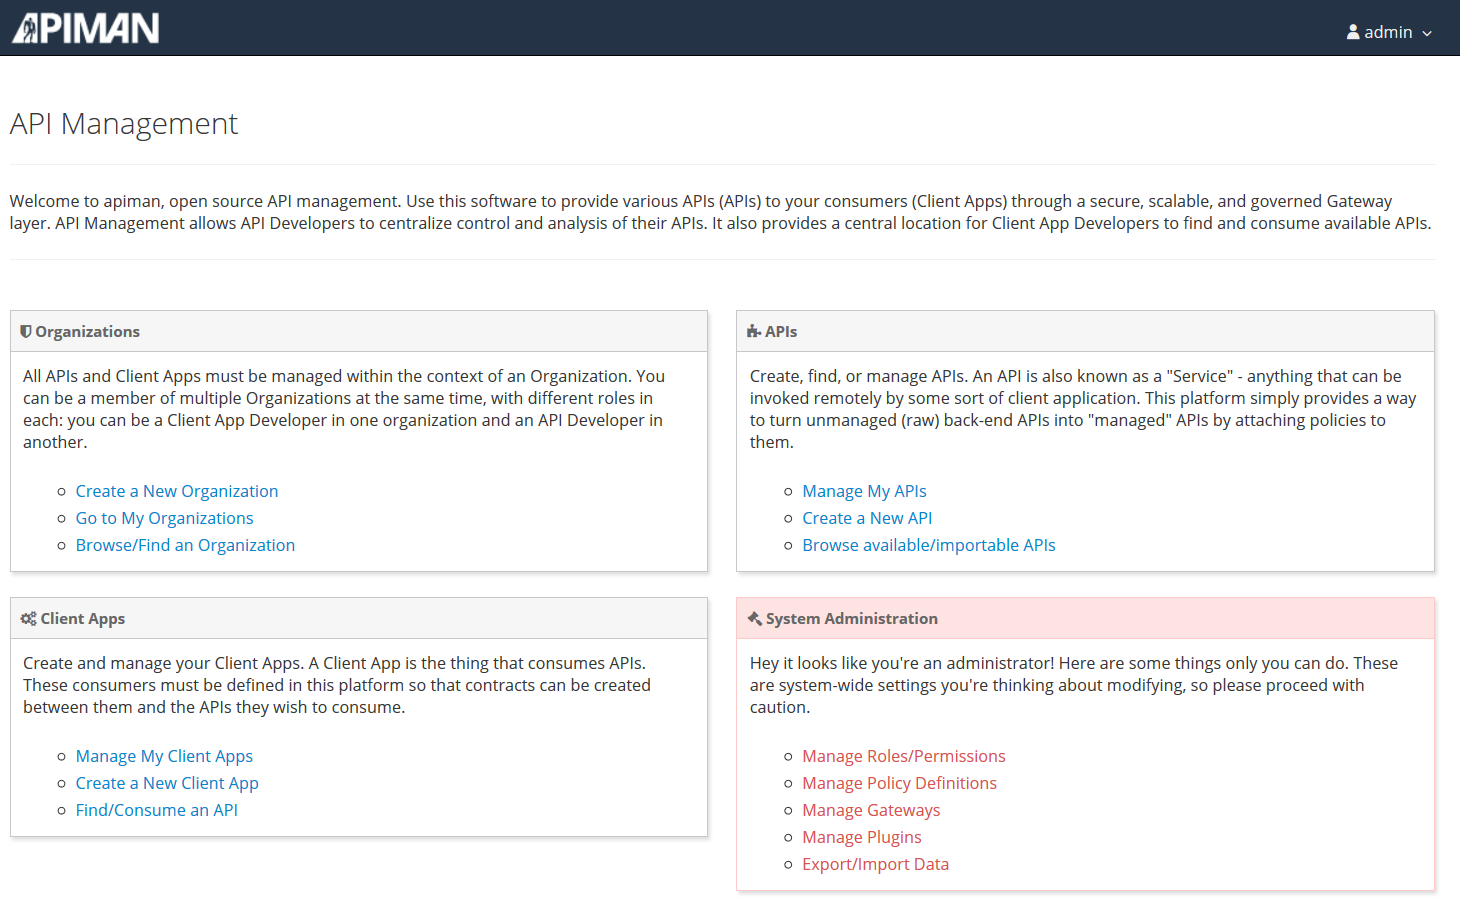 APIMAN
admin
API Management
Welcome to apiman, open source API management. Use this software to provide various APIs (APIs) to your consumers (Client Apps) through a secure, scalable, and governed Gateway
layer. API Management allows API Developers to centralize control and analysis of their APIs. It also provides a central location for Client App Developers to find and consume available APIs.
Organizations
All APIs and Client Apps must be managed within the context of an Organization. You
can be a member of multiple Organizations at the same time, with different roles in
each: you can be a Client App Developer in one organization and an API Developer in
another.
Create a New Organization
Go to My Organizations
Browse/Find an Organization
APIs
Create, find, or manage APIs. An API is also known as a "Service" - anything that can be
invoked remotely by some sort of client application. This platform simply provides a way
to turn unmanaged (raw) back-end APIs into "managed" APIs by attaching policies to
them.
Manage My APIs
Create a New API
Browse available/importable APIs
Client Apps
Create and manage your Client Apps. A Client App is the thing that consumes APIs.
These consumers must be defined in this platform so that contracts can be created
between them and the APIs they wish to consume.
Manage My Client Apps
Create a New Client App
Find/Consume an API
System Administration
Hey it looks like you're an administrator! Here are some things only you can do. These
are system-wide settings you're thinking about modifying, so please proceed with
caution.
Manage Roles/Permissions
Manage Policy Definitions
Manage Gateways
Manage Plugins
Export/Import Data